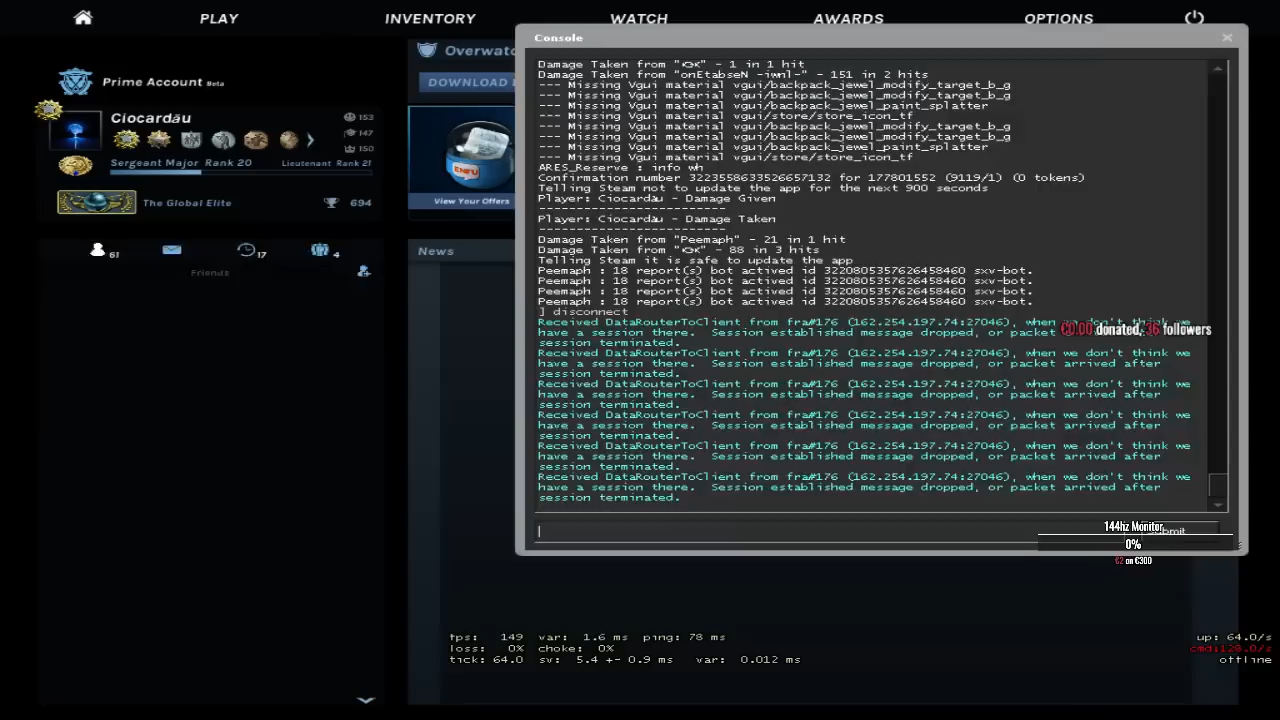 PLAY
INVENTORY
WATCH
AWARDS
OPTIONS
Prime Account Beta
Ciocardău
153
147
150
Sergeant Major Rank 20
Lieutenant Rank 21
The Global Elite
694
61
17
4
Friends
Overwatc
DOWNLOAD
ENFU
View Your Offers
News
Console
Damage Taken from "<><" - 1 in 1 hit
Damage Taken from "onEtabseN -iwnl-" - 151 in 2 hits
--- Missing Vgui material vgui/backpack_jewel_modify_target_b_g
--- Missing Vgui material vgui/backpack_jewel_modify_target_b_g
--- Missing Vgui material vgui/backpack_jewel_paint_splatter
--- Missing Vgui material vgui/store/store_icon_tf
--- Missing Vgui material vgui/backpack_jewel_modify_target_b_g
--- Missing Vgui material vgui/backpack_jewel_modify_target_b_g
--- Missing Vgui material vgui/backpack_jewel_paint_splatter
--- Missing Vgui material vgui/store/store_icon_tf
ARES_Reserve : info wh
Confirmation number 3223558633526657132 for 177801552 (9119/1) (0 tokens)
Telling Steam not to update the app for the next 900 seconds
Player: Ciocardău - Damage Given
-------------------------
Player: Ciocardău - Damage Taken
-------------------------
Damage Taken from "Peemaph" - 21 in 1 hit
Damage Taken from "<><" - 88 in 3 hits
Telling Steam it is safe to update the app
Peemaph : 18 report(s) bot actived id 3220805357626458460 sxv-bot.
Peemaph : 18 report(s) bot actived id 3220805357626458460 sxv-bot.
Peemaph : 18 report(s) bot actived id 3220805357626458460 sxv-bot.
Peemaph : 18 report(s) bot actived id 3220805357626458460 sxv-bot.
] disconnect
Received DataRouterToClient from fra#176 (162.254.197.74:27046), when we don't think we
have a session there. Session established message dropped, or packet arrived after
session terminated.
Received DataRouterToClient from fra#176 (162.254.197.74:27046), when we don't think we
have a session there. Session established message dropped, or packet arrived after
session terminated.
Received DataRouterToClient from fra#176 (162.254.197.74:27046), when we don't think we
have a session there. Session established message dropped, or packet arrived after
session terminated.
Received DataRouterToClient from fra#176 (162.254.197.74:27046), when we don't think we
have a session there. Session established message dropped, or packet arrived after
session terminated.
Received DataRouterToClient from fra#176 (162.254.197.74:27046), when we don't think we
have a session there. Session established message dropped, or packet arrived after
session terminated.
Received DataRouterToClient from fra#176 (162.254.197.74:27046), when we don't think we
have a session there. Session established message dropped, or packet arrived after
session terminated.
€0.00 donated, 36 followers
Submit
144hz Monitor
0%
€2 on €300
fps: 149 var: 1.6 ms ping: 78 ms
loss: 0% choke: 0%
tick: 64.0 sv: 5.4 +- 0.9 ms var: 0.012 ms
up: 64.0/s
cmd:128.0/s
offline